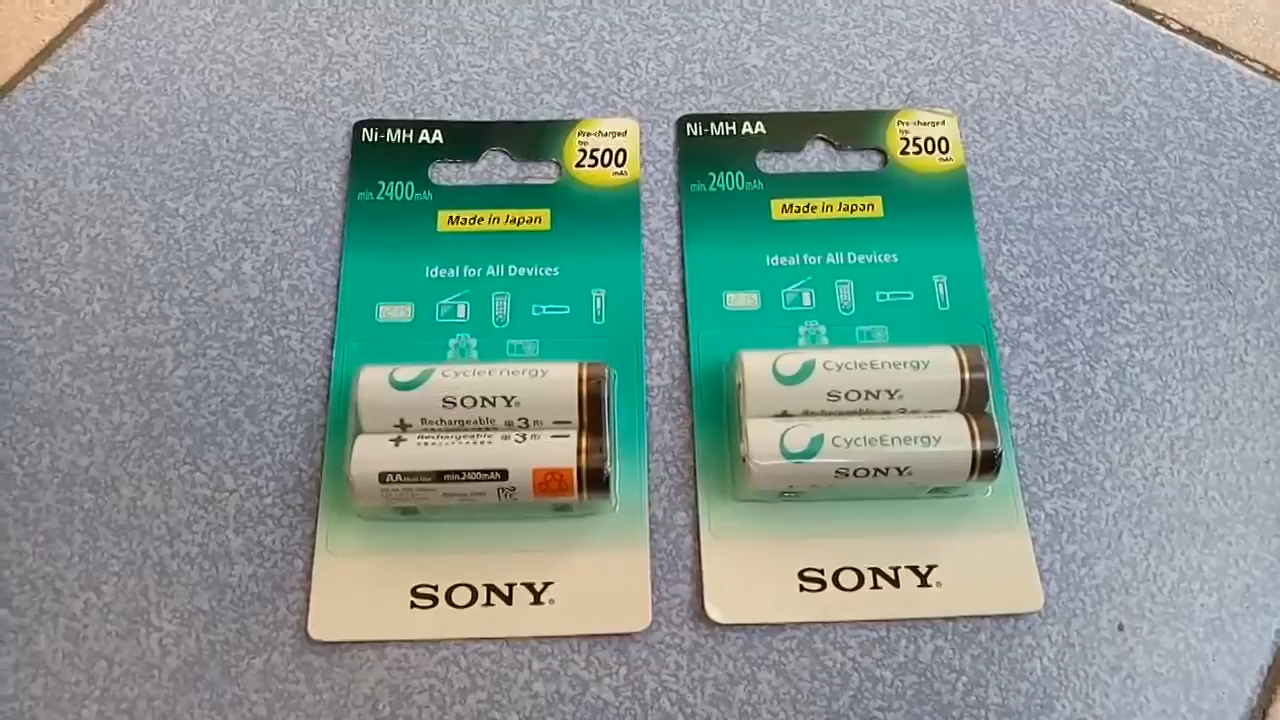 Ni-MH AA
Pre-charged
typ.
2500
mAh
min. 2400mAh
Made in Japan
Ideal for All Devices
CycleEnergy
SONY
+ Rechargeable 3 −
+ Rechargeable 3 −
AA min.2400mAh
SONY
Ni-MH AA
Pre-charged
typ.
2500
mAh
min. 2400mAh
Made in Japan
Ideal for All Devices
CycleEnergy
SONY
CycleEnergy
SONY
SONY